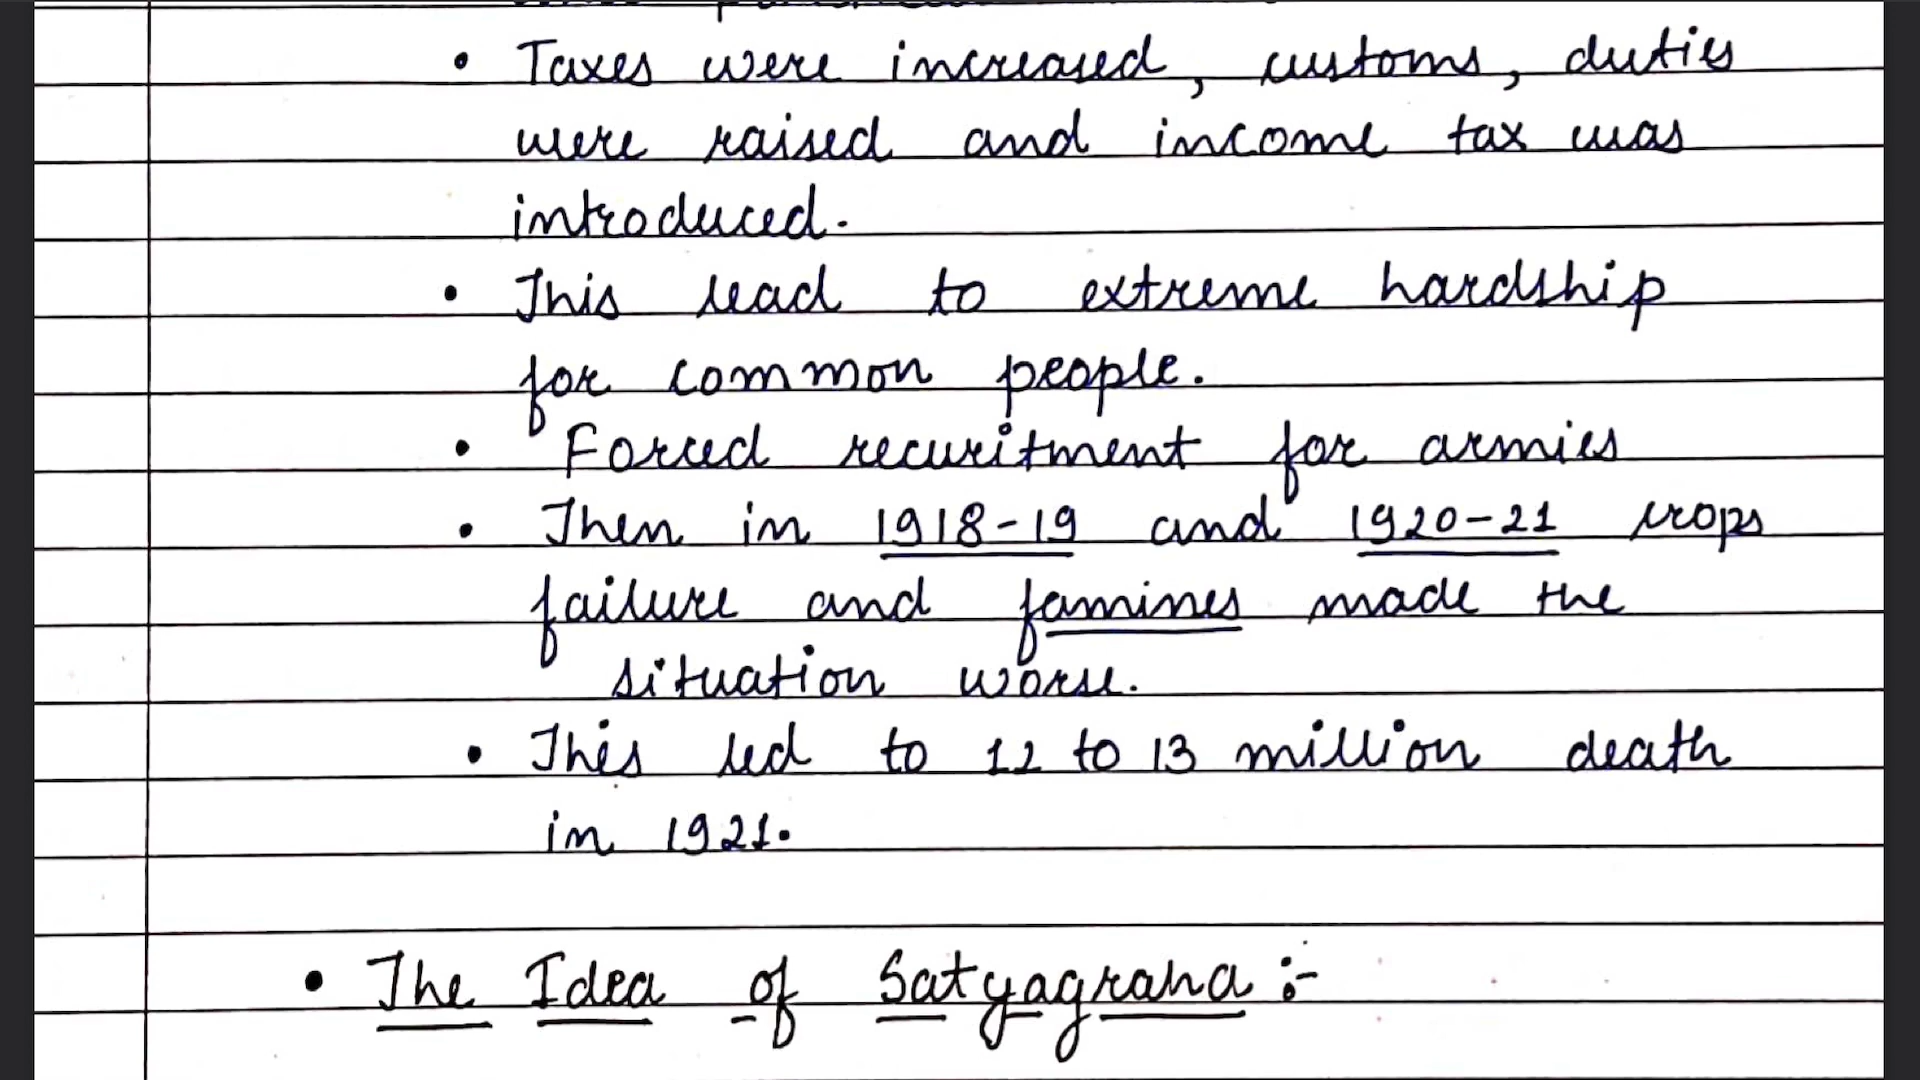 • Taxes were increased, customs, duties
were raised and income tax was
introduced.
• This lead to extreme hardship
for common people.
• Forced recuritment for armies
• Then in 1918-19 and 1920-21 crops
failure and famines made the
situation worse.
• This led to 12 to 13 million death
in 1921.
• The Idea of Satyagraha :-